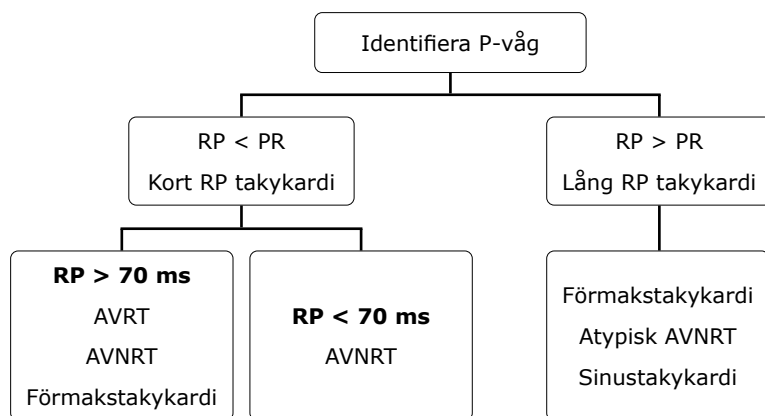 Identifiera P-våg
RP < PR
Kort RP takykardi
RP > PR
Lång RP takykardi
RP > 70 ms
AVRT
AVNRT
Förmakstakykardi
RP < 70 ms
AVNRT
Förmakstakykardi
Atypisk AVNRT
Sinustakykardi